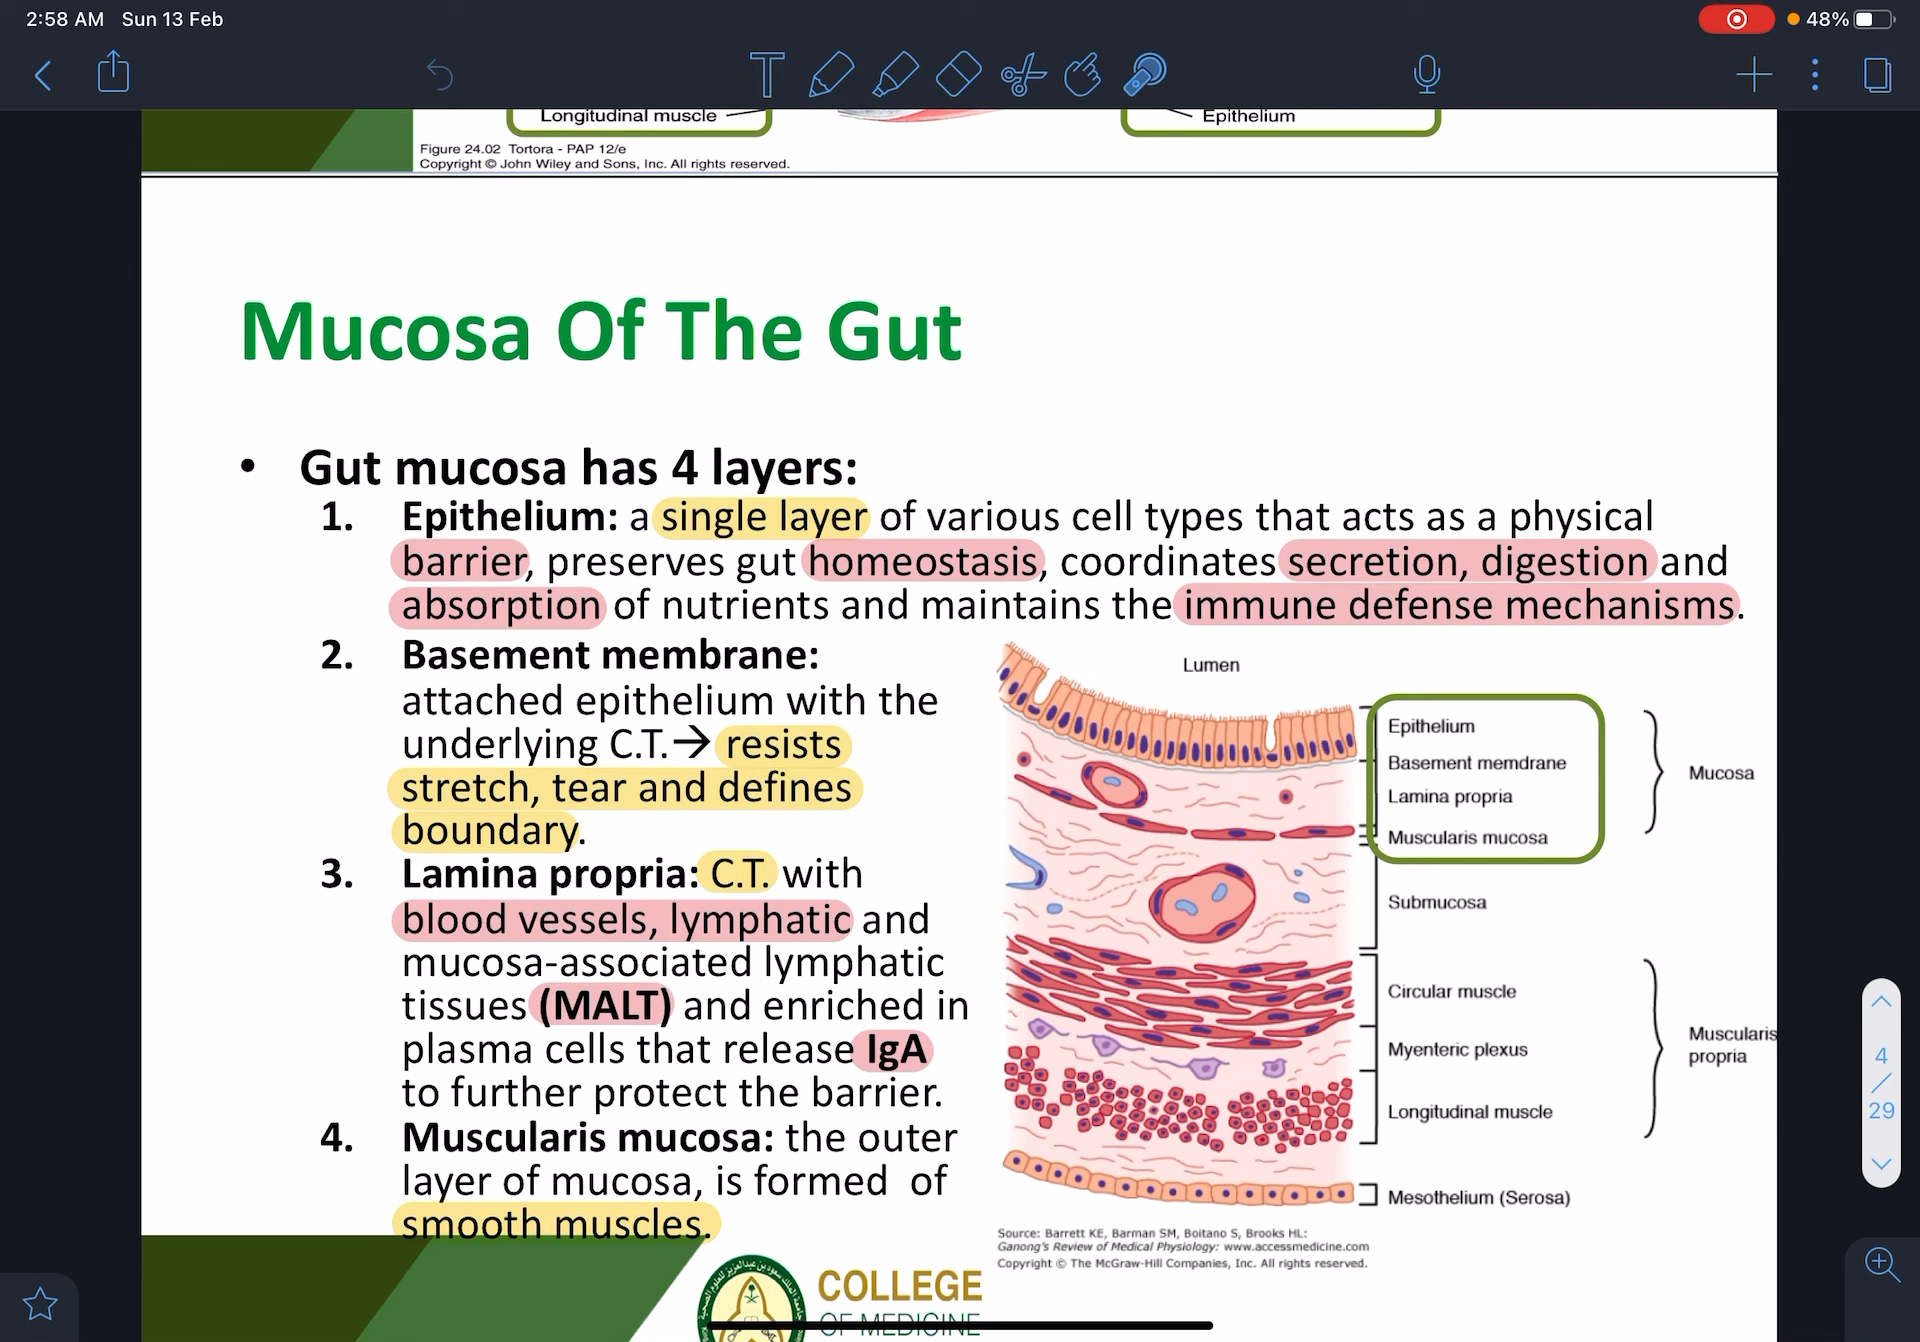 2:58 AM Sun 13 Feb
48%
Longitudinal muscle
Epithelium
Figure 24.02 Tortora - PAP 12/e
Copyright © John Wiley and Sons, Inc. All rights reserved.
Mucosa Of The Gut
• Gut mucosa has 4 layers:
1. Epithelium: a single layer of various cell types that acts as a physical
barrier, preserves gut homeostasis, coordinates secretion, digestion and
absorption of nutrients and maintains the immune defense mechanisms.
2. Basement membrane:
attached epithelium with the
underlying C.T.→ resists
stretch, tear and defines
boundary.
3. Lamina propria: C.T. with
blood vessels, lymphatic and
mucosa-associated lymphatic
tissues (MALT) and enriched in
plasma cells that release IgA
to further protect the barrier.
4. Muscularis mucosa: the outer
layer of mucosa, is formed of
smooth muscles.
Lumen
Epithelium
Basement memdrane
Lamina propria
Muscularis mucosa
Mucosa
Submucosa
Circular muscle
Myenteric plexus
Longitudinal muscle
Muscularis
propria
Mesothelium (Serosa)
Source: Barrett KE, Barman SM, Boitano S, Brooks HL:
Ganong's Review of Medical Physiology: www.accessmedicine.com
Copyright © The McGraw-Hill Companies, Inc. All rights reserved.
4
/
29
COLLEGE
OF MEDICINE